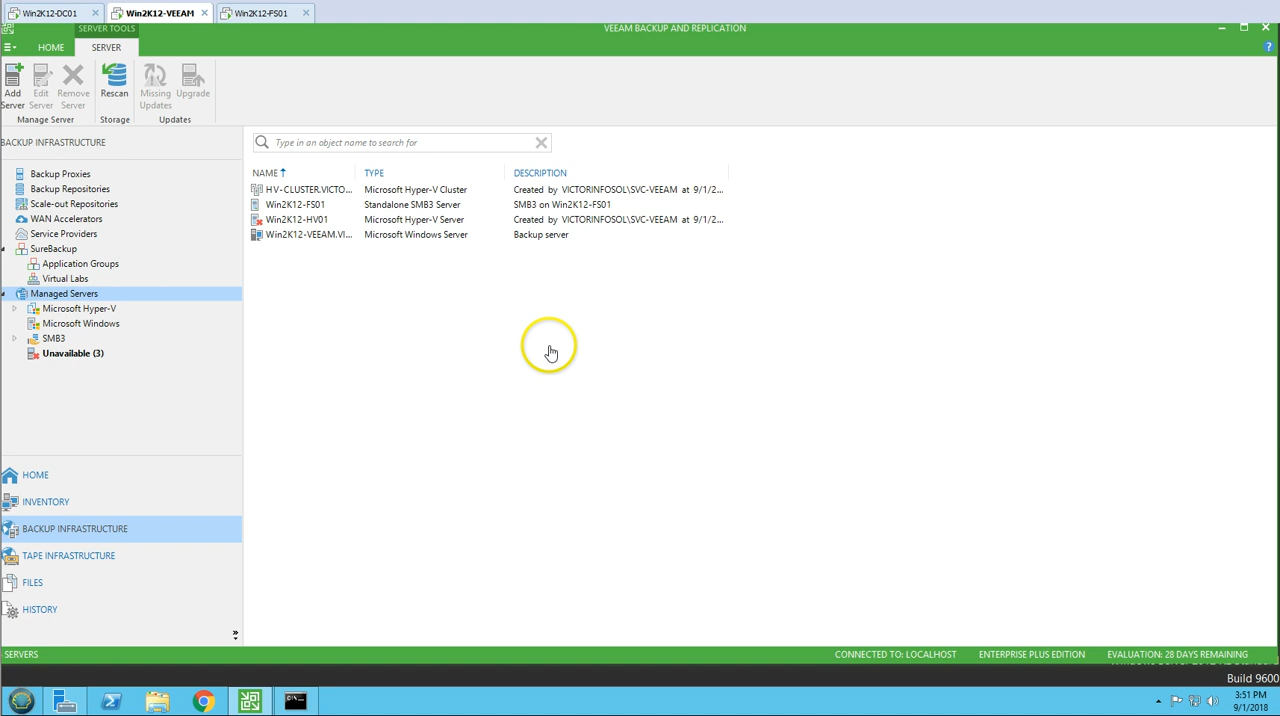 Win2K12-DC01
Win2K12-VEEAM
Win2K12-FS01
SERVER TOOLS
VEEAM BACKUP AND REPLICATION
HOME
SERVER
Add Server
Edit Server
Remove Server
Rescan
Missing Updates
Upgrade
Manage Server
Storage
Updates
BACKUP INFRASTRUCTURE
Type in an object name to search for
Backup Proxies
Backup Repositories
Scale-out Repositories
WAN Accelerators
Service Providers
SureBackup
Application Groups
Virtual Labs
Managed Servers
Microsoft Hyper-V
Microsoft Windows
SMB3
Unavailable (3)
NAME TYPE DESCRIPTION
HV-CLUSTER.VICTO... Microsoft Hyper-V Cluster Created by VICTORINFOSOL\SVC-VEEAM at 9/1/2...
Win2K12-FS01 Standalone SMB3 Server SMB3 on Win2K12-FS01
Win2K12-HV01 Microsoft Hyper-V Server Created by VICTORINFOSOL\SVC-VEEAM at 9/1/2...
Win2K12-VEEAM.VI... Microsoft Windows Server Backup server
HOME
INVENTORY
BACKUP INFRASTRUCTURE
TAPE INFRASTRUCTURE
FILES
HISTORY
SERVERS
CONNECTED TO: LOCALHOST
ENTERPRISE PLUS EDITION
EVALUATION: 28 DAYS REMAINING
Build 9600
3:51 PM
9/1/2018